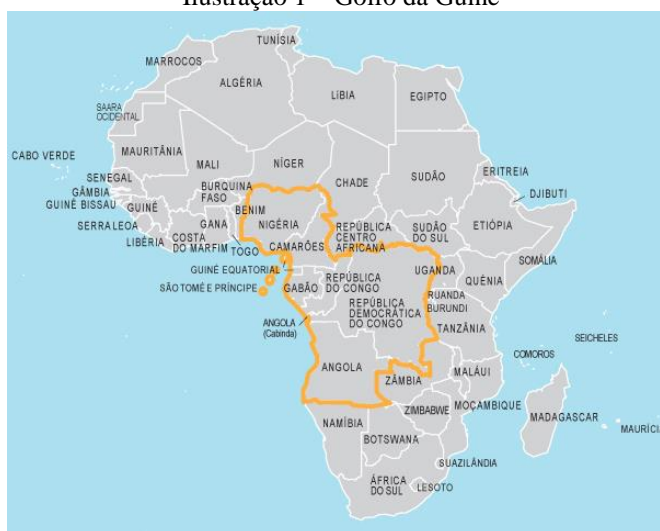 Ilustração 1 – Golfo da Guiné
TUNÍSIA
MARROCOS
ARGÉLIA
LÍBIA
EGIPTO
SAARA
OCIDENTAL
CABO VERDE
MAURITÂNIA
MALI
NÍGER
CHADE
SUDÃO
ERITREIA
DJIBUTI
SENEGAL
GÂMBIA
GUINÉ BISSAU
GUINÉ
SERRA LEOA
LIBÉRIA
COSTA
DO MARFIM
BURQUINA
FASO
GANA
TOGO
BENIM
NIGÉRIA
CAMARÕES
REPÚBLICA
CENTRO
AFRICANA
SUDÃO
DO SUL
ETIÓPIA
SOMÁLIA
GUINÉ EQUATORIAL
SÃO TOMÉ E PRÍNCIPE
GABÃO
REPÚBLICA
DO CONGO
REPÚBLICA
DEMOCRÁTICA
DO CONGO
UGANDA
QUÉNIA
RUANDA
BURUNDI
TANZÂNIA
ANGOLA
(Cabinda)
ANGOLA
ZÂMBIA
MALÁUI
COMOROS
SEICHELES
MOÇAMBIQUE
ZIMBABWE
MADAGASCAR
MAURÍCI
NAMÍBIA
BOTSWANA
SUAZILÂNDIA
ÁFRICA
DO SUL
LESOTO